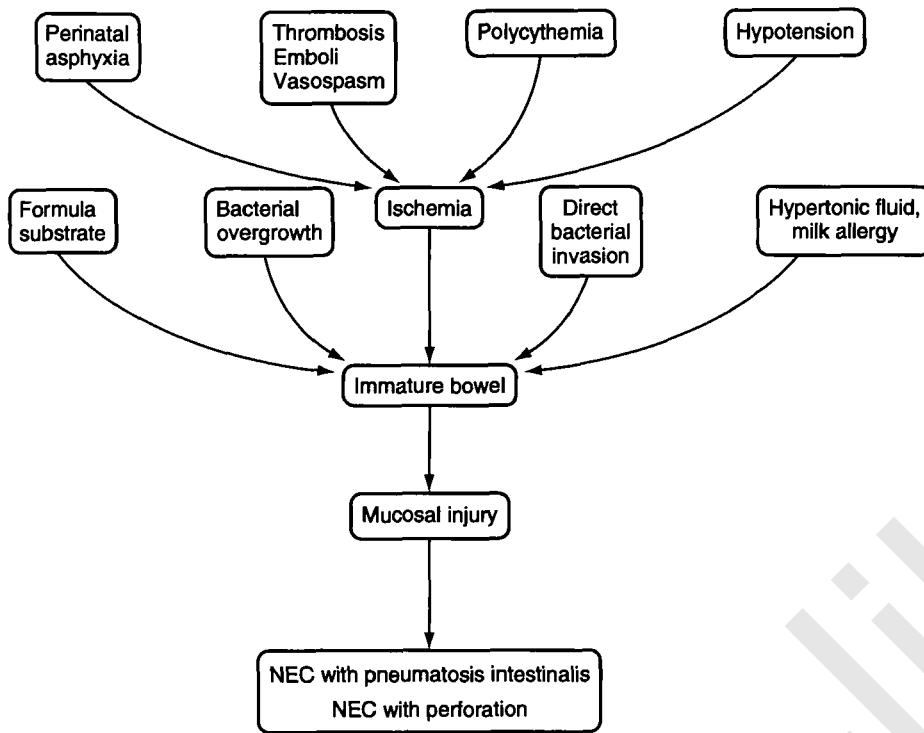 Perinatal
asphyxia
Thrombosis
Emboli
Vasospasm
Polycythemia
Hypotension
Formula
substrate
Bacterial
overgrowth
Ischemia
Direct
bacterial
invasion
Hypertonic fluid,
milk allergy
Immature bowel
Mucosal injury
NEC with pneumatosis intestinalis
NEC with perforation